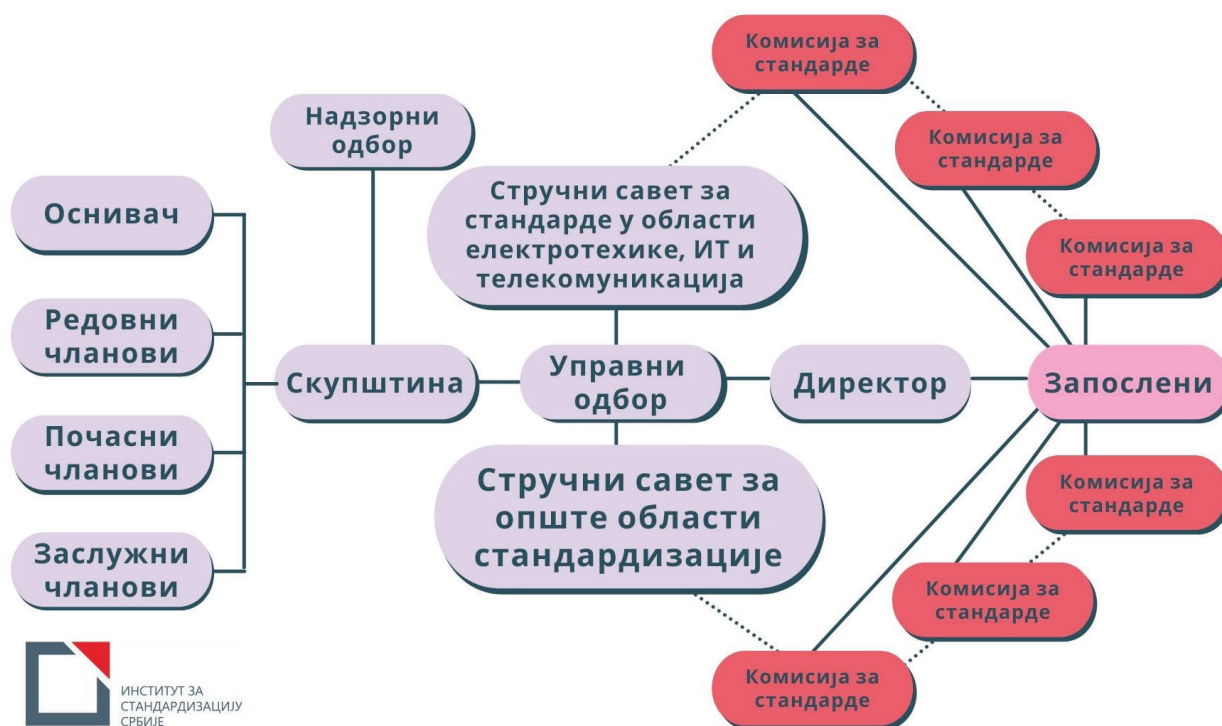 Комисија за
стандарде
Надзорни
одбор
Комисија за
стандарде
Стручни савет за
стандарде у области
електротехике, ИТ и
телекомуникација
Оснивач
Комисија за
стандарде
Редовни
чланови
Скупштина
Управни
одбор
Директор
Запослени
Почасни
чланови
Стручни савет за
опште области
стандардизације
Комисија за
стандарде
Заслужни
чланови
Комисија за
стандарде
Комисија за
стандарде
ИНСТИТУТ ЗА
СТАНДАРДИЗАЦИЈУ
СРБИЈЕ